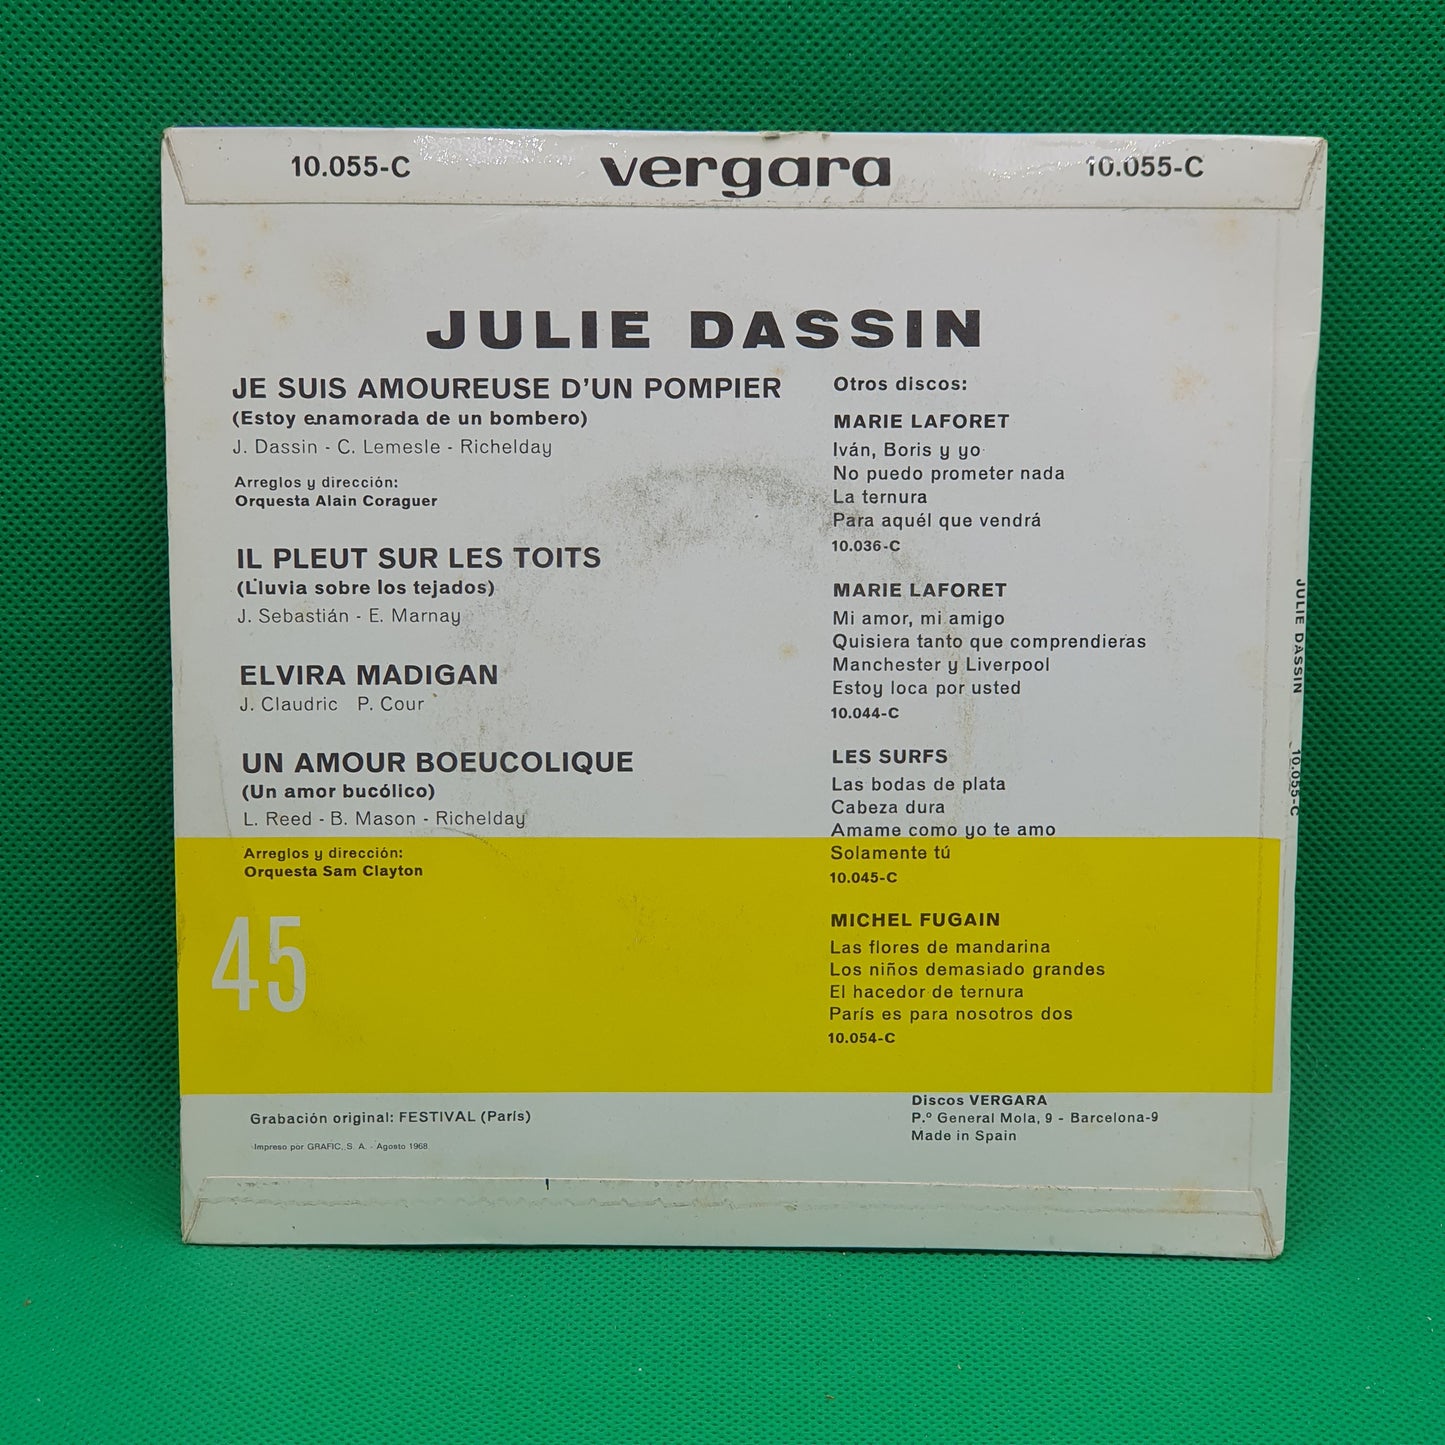 10.055-C vergara 10.055-C
JULIE DASSIN
JE SUIS AMOUREUSE D'UN POMPIER
(Estoy enamorada de un bombero)
J. Dassin - C. Lemesle - Richelday
Arreglos y dirección:
Orquesta Alain Coraguer
IL PLEUT SUR LES TOITS
(Lluvia sobre los tejados)
J. Sebastián - E. Marnay
ELVIRA MADIGAN
J. Claudric P. Cour
UN AMOUR BOEUCOLIQUE
(Un amor bucólico)
L. Reed - B. Mason - Richelday
Arreglos y dirección:
Orquesta Sam Clayton
45
Otros discos:
MARIE LAFORET
Iván, Boris y yo
No puedo prometer nada
La ternura
Para aquél que vendrá
10.036-C
MARIE LAFORET
Mi amor, mi amigo
Quisiera tanto que comprendieras
Manchester y Liverpool
Estoy loca por usted
10.044-C
LES SURFS
Las bodas de plata
Cabeza dura
Amame como yo te amo
Solamente tú
10.045-C
MICHEL FUGAIN
Las flores de mandarina
Los niños demasiado grandes
El hacedor de ternura
París es para nosotros dos
10.054-C
Grabación original: FESTIVAL (París)
Impreso por GRAFIC, S. A. - Agosto 1968
Discos VERGARA
P.º General Mola, 9 - Barcelona-9
Made in Spain
JULIE DASSIN 10.055-C